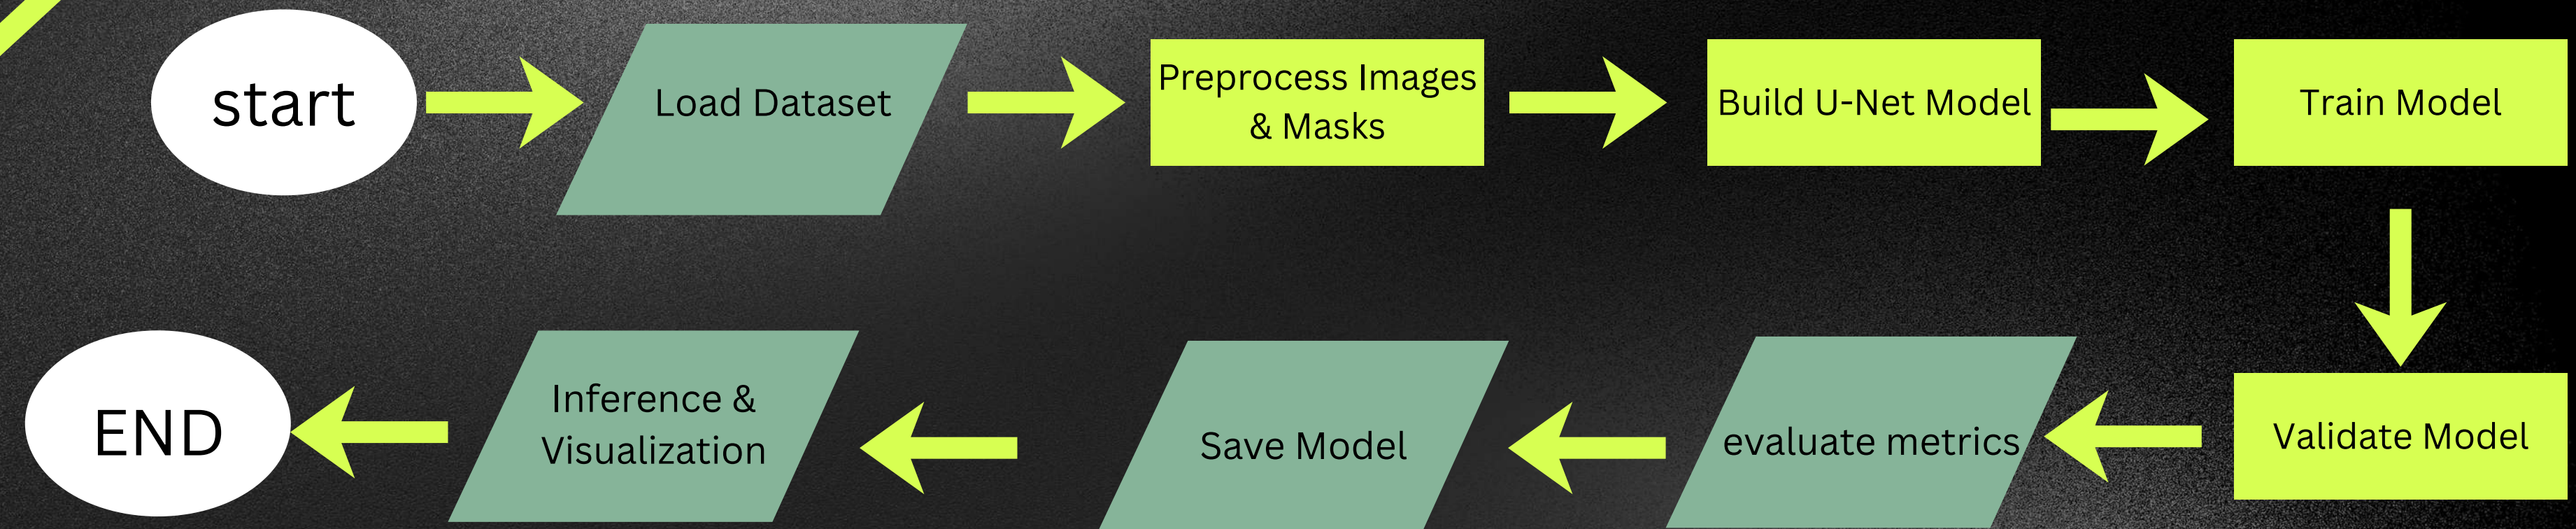 start
Load Dataset
Preprocess Images
& Masks
Build U-Net Model
Train Model
Validate Model
evaluate metrics
Save Model
Inference &
Visualization
END